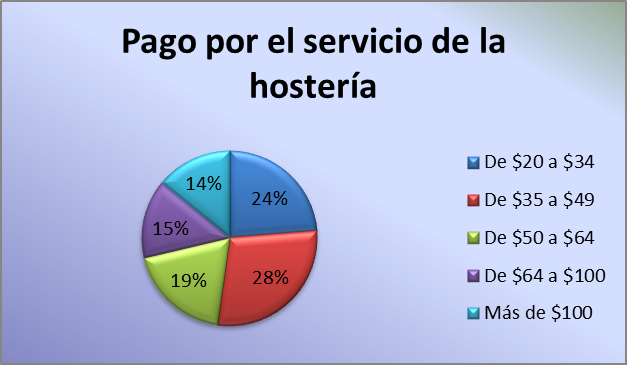 Pago por el servicio de la
hostería
24%
28%
19%
15%
14%
De $20 a $34
De $35 a $49
De $50 a $64
De $64 a $100
Más de $100